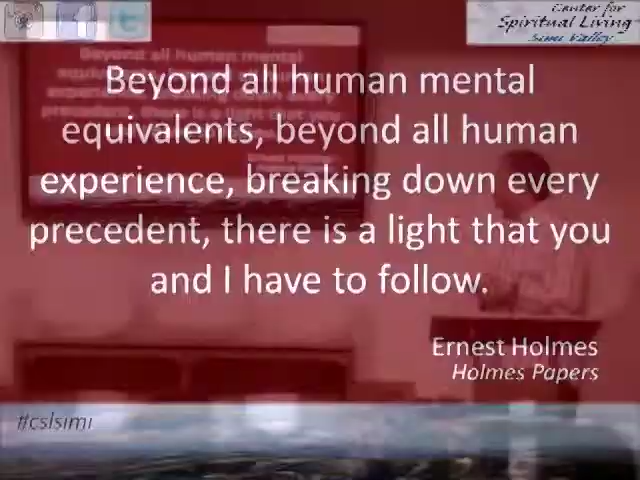 Center for
Spiritual Living
Simi Valley
Beyond all human mental
equivalents, beyond all human
experience, breaking down every
precedent, there is a light that you
and I have to follow.
Ernest Holmes
Holmes Papers
#cslsimi